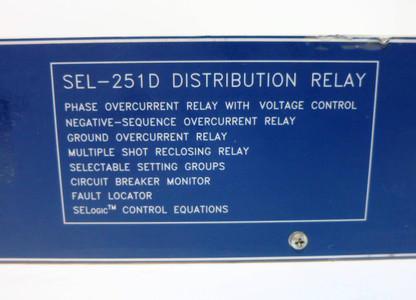 SEL-251D DISTRIBUTION RELAY
PHASE OVERCURRENT RELAY WITH VOLTAGE CONTROL
NEGATIVE-SEQUENCE OVERCURRENT RELAY
GROUND OVERCURRENT RELAY
MULTIPLE SHOT RECLOSING RELAY
SELECTABLE SETTING GROUPS
CIRCUIT BREAKER MONITOR
FAULT LOCATOR
SELOGIC™ CONTROL EQUATIONS